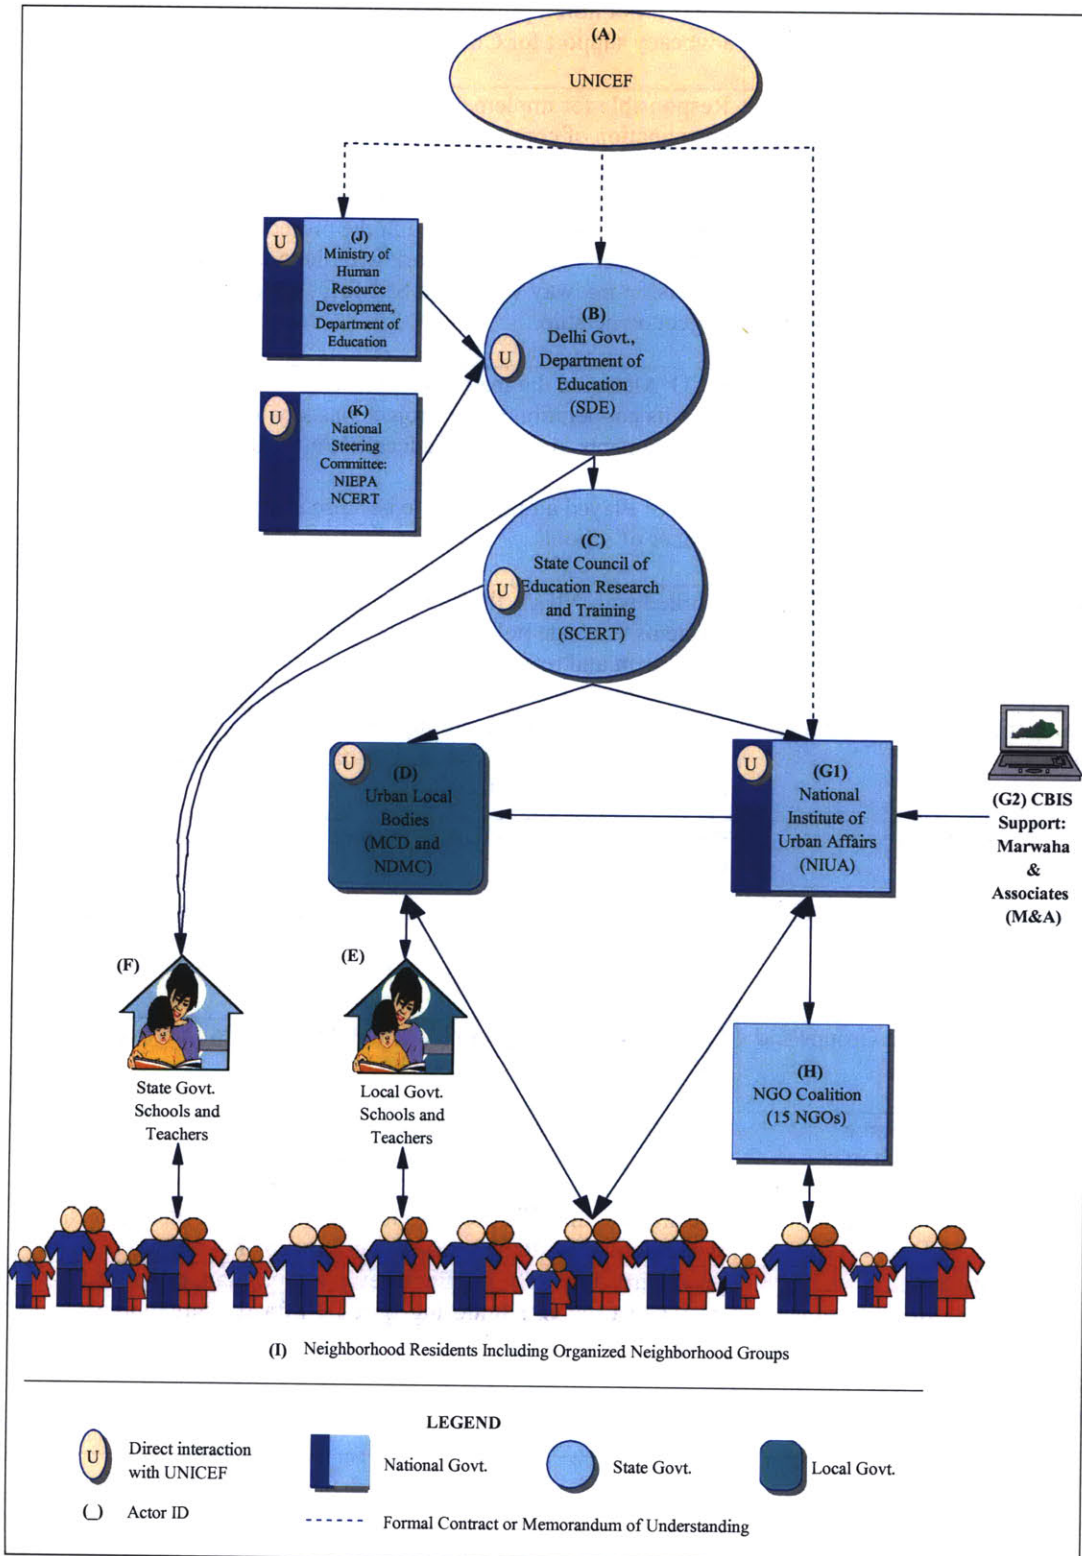 (A)
UNICEF
U
(J)
Ministry of
Human
Resource
Development,
Department of
Education
U
(K)
National
Steering
Committee:
NIEPA
NCERT
(B)
Delhi Govt.,
Department of
Education
(SDE)
U
(C)
State Council of
Education Research
and Training
(SCERT)
U
U
(D)
Urban Local
Bodies
(MCD and
NDMC)
U
(G1)
National
Institute of
Urban Affairs
(NIUA)
(G2) CBIS
Support:
Marwaha
&
Associates
(M&A)
(F)
State Govt.
Schools and
Teachers
(E)
Local Govt.
Schools and
Teachers
(H)
NGO Coalition
(15 NGOs)
(I) Neighborhood Residents Including Organized Neighborhood Groups
LEGEND
U
Direct interaction
with UNICEF
National Govt.
State Govt.
Local Govt.
(_) Actor ID
Formal Contract or Memorandum of Understanding